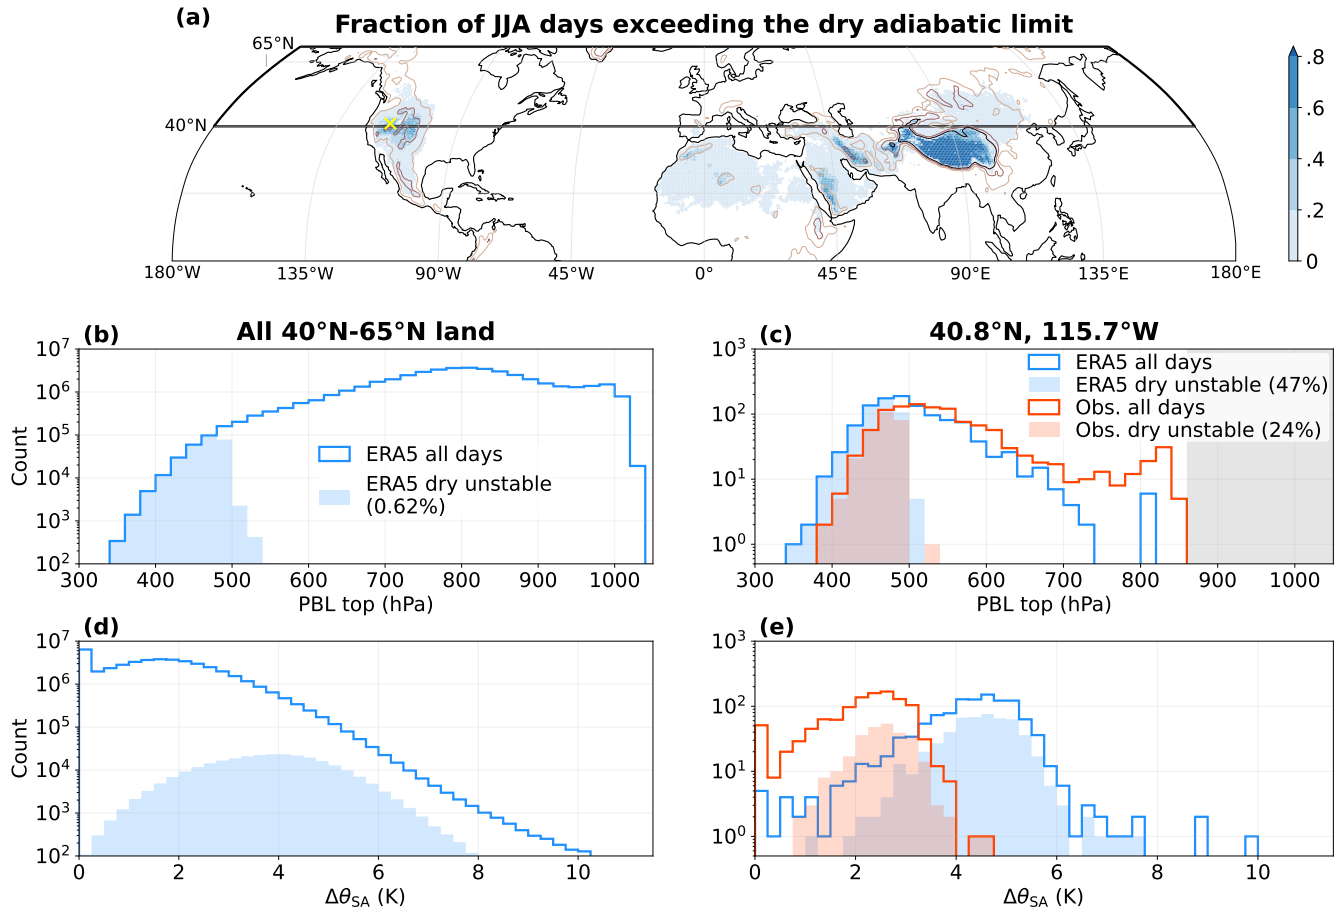 (a)
Fraction of JJA days exceeding the dry adiabatic limit
65°N
40°N
180°W 135°W 90°W 45°W 0° 45°E 90°E 135°E 180°E
.8
.6
.4
.2
0
(b)
All 40°N-65°N land
10^7
10^6
10^5
10^4
10^3
10^2
Count
ERA5 all days
ERA5 dry unstable
(0.62%)
300 400 500 600 700 800 900 1000
PBL top (hPa)
(c)
40.8°N, 115.7°W
10^3
10^2
10^1
10^0
ERA5 all days
ERA5 dry unstable (47%)
Obs. all days
Obs. dry unstable (24%)
300 400 500 600 700 800 900 1000
PBL top (hPa)
(d)
10^7
10^6
10^5
10^4
10^3
10^2
Count
0 2 4 6 8 10
Δθ_SA (K)
(e)
10^3
10^2
10^1
10^0
0 2 4 6 8 10
Δθ_SA (K)